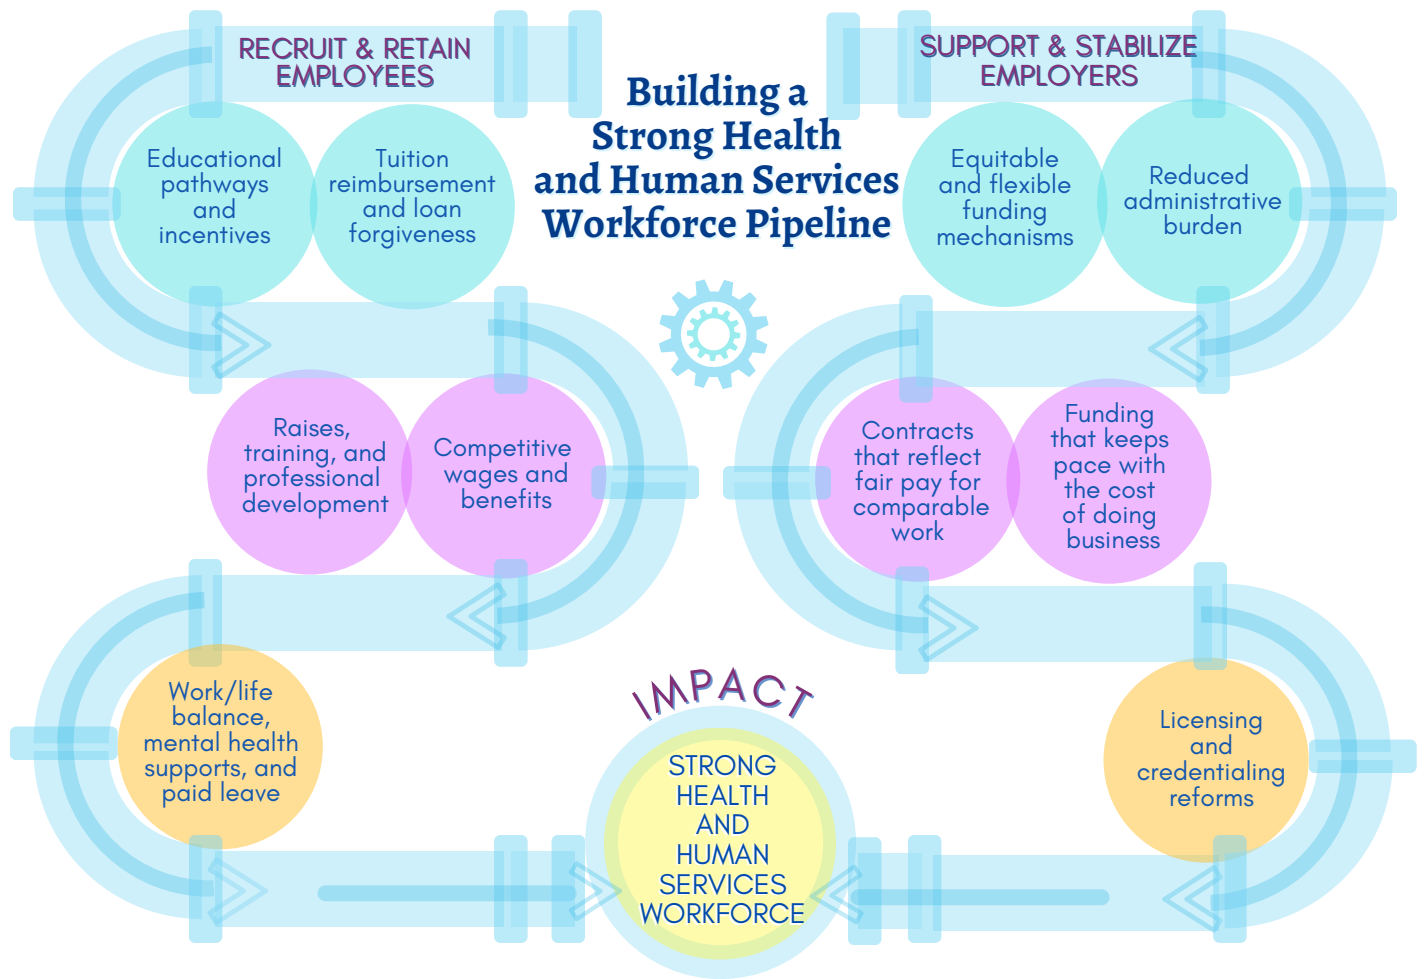 RECRUIT & RETAIN
EMPLOYEES
SUPPORT & STABILIZE
EMPLOYERS
Building a
Strong Health
and Human Services
Workforce Pipeline
Educational
pathways
and
incentives
Tuition
reimbursement
and loan
forgiveness
Equitable
and flexible
funding
mechanisms
Reduced
administrative
burden
Raises,
training, and
professional
development
Competitive
wages and
benefits
Contracts
that reflect
fair pay for
comparable
work
Funding
that keeps
pace with
the cost
of doing
business
Work/life
balance,
mental health
supports, and
paid leave
Licensing
and
credentialing
reforms
IMPACT
STRONG
HEALTH
AND
HUMAN
SERVICES
WORKFORCE